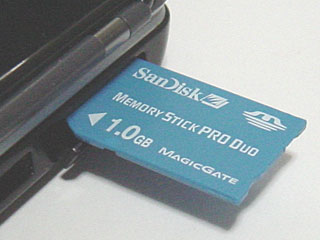 SanDisk
MEMORY STICK PRO DUO
1.0GB MAGICGATE